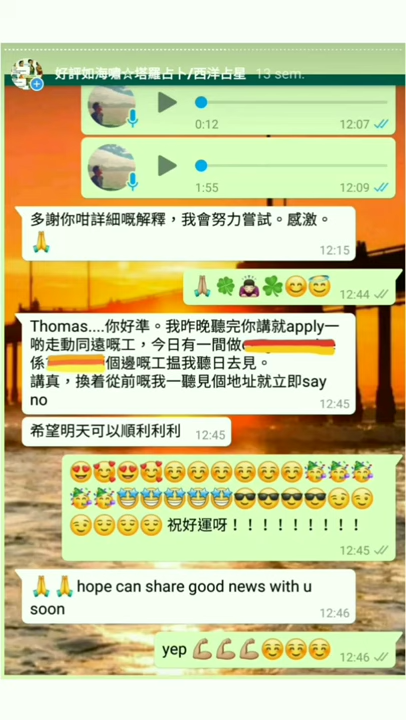 好評如海嘯☆塔羅占卜/西洋占星 13 sem.
0:12 12:07
1:55 12:09
多謝你咁詳細嘅解釋，我會努力嘗試。感激。
🙏 12:15
🙏🏼🍀🙇🏻‍♀️🍀😊😇 12:44
Thomas....你好準。我昨晚聽完你講就apply一
啲走動同遠嘅工，今日有一間做
係 個邊嘅工搵我聽日去見。
講真，換着從前嘅我一聽見個地址就立即say
no 12:45
希望明天可以順利利利 12:45
😍🥰😍🥰☺️☺️☺️☺️☺️☺️🥳🥳🥳
🥳🥳🤩🤩🤩🤩🤩😎😎😎😎😏😏
😏😌😌😌 祝好運呀！！！！！！！！！
12:45
🙏🙏hope can share good news with u
soon 12:46
yep 💪🏼💪🏼💪🏼☺️☺️☺️ 12:46